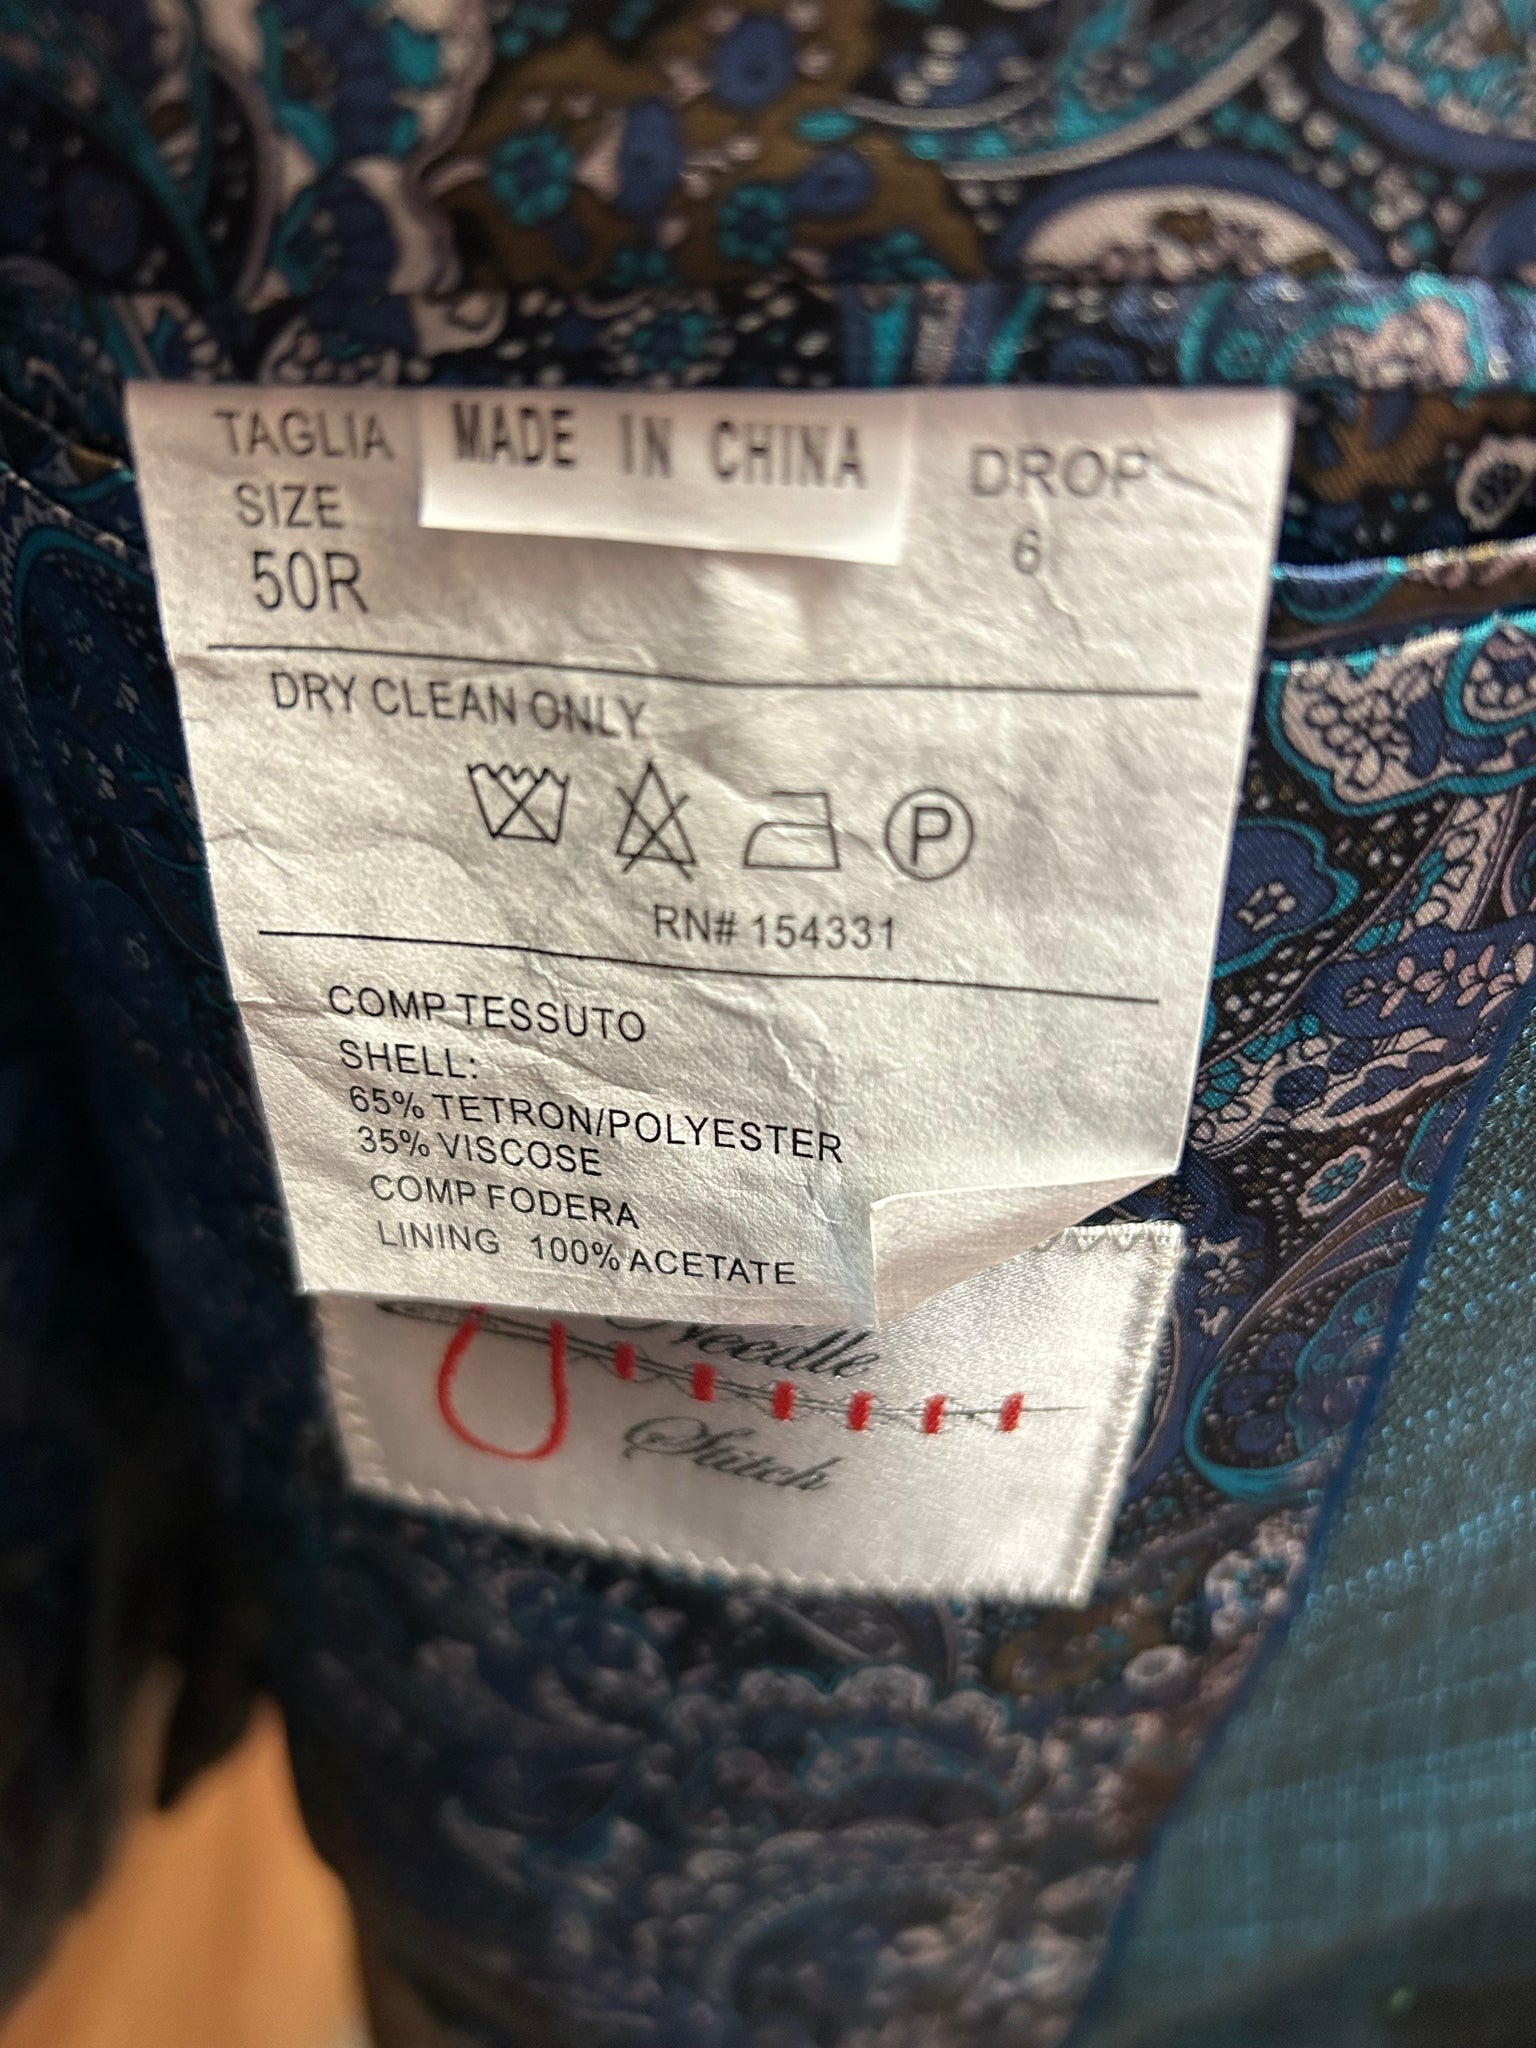 TAGLIA
MADE IN CHINA
DROP
SIZE
6
50R
DRY CLEAN ONLY
P
RN# 154331
COMP TESSUTO
SHELL:
65% TETRON/POLYESTER
35% VISCOSE
COMP FODERA
LINING 100% ACETATE
Needle
Stitch